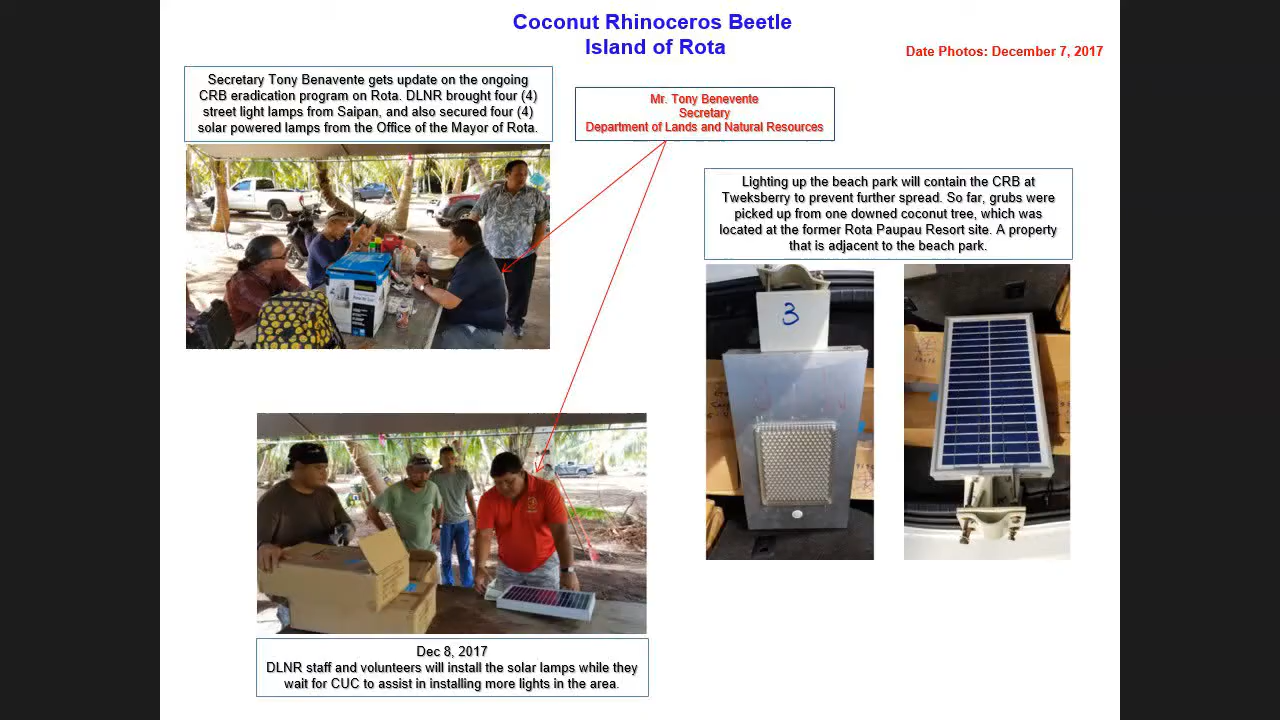 Coconut Rhinoceros Beetle
Island of Rota
Date Photos: December 7, 2017
Secretary Tony Benavente gets update on the ongoing
CRB eradication program on Rota. DLNR brought four (4)
street light lamps from Saipan, and also secured four (4)
solar powered lamps from the Office of the Mayor of Rota.
Mr. Tony Benevente
Secretary
Department of Lands and Natural Resources
Lighting up the beach park will contain the CRB at
Tweksberry to prevent further spread. So far, grubs were
picked up from one downed coconut tree, which was
located at the former Rota Paupau Resort site. A property
that is adjacent to the beach park.
3
Dec 8, 2017
DLNR staff and volunteers will install the solar lamps while they
wait for CUC to assist in installing more lights in the area.